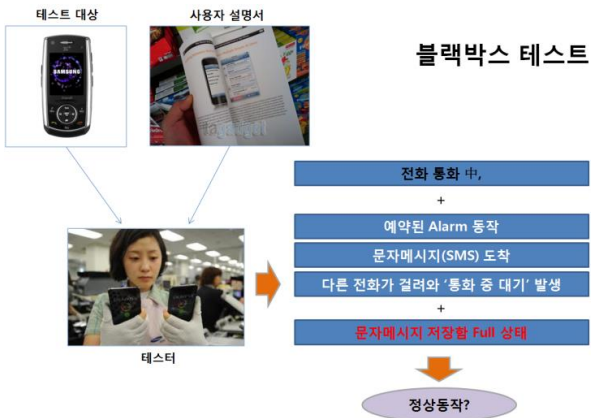 테스트 대상
사용자 설명서
블랙박스 테스트
SAMSUNG
전화 통화 中,
+
예약된 Alarm 동작
문자메시지(SMS) 도착
다른 전화가 걸려와 ‘통화 중 대기’ 발생
+
문자메시지 저장함 Full 상태
테스터
정상동작?